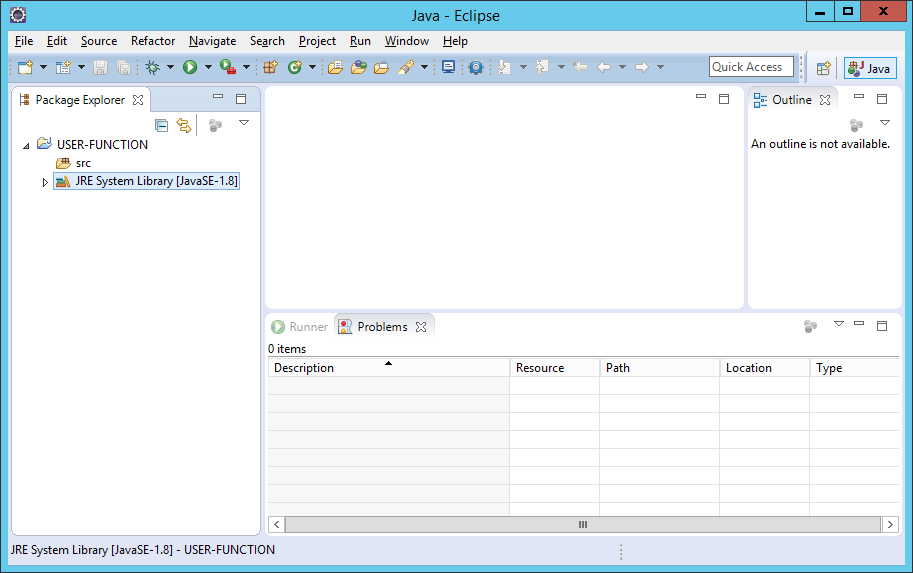 Java - Eclipse
File Edit Source Refactor Navigate Search Project Run Window Help
Quick Access
Java
Package Explorer
USER-FUNCTION
src
JRE System Library [JavaSE-1.8]
Outline
An outline is not available.
Runner Problems
0 items
Description Resource Path Location Type
JRE System Library [JavaSE-1.8] - USER-FUNCTION